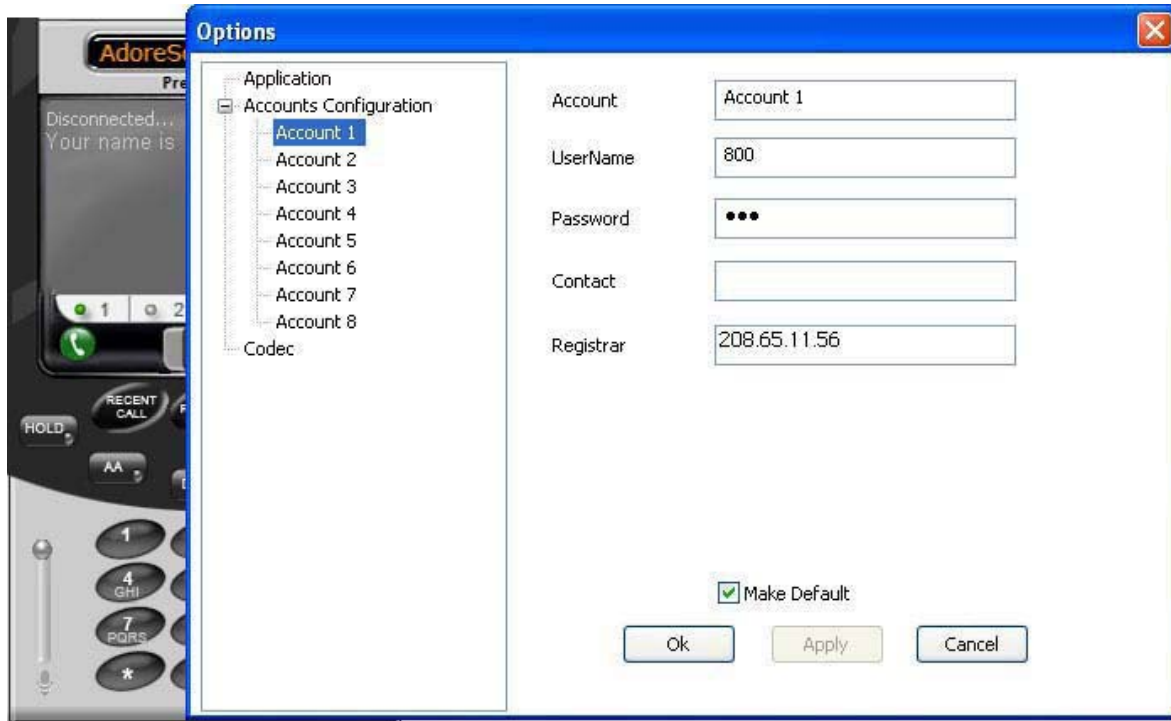 Options
AdoreSo
Pre
Disconnected...
Your name is
1 2
RECENT CALL
HOLD
AA
1
4 GHI
7 PQRS
*
Application
Accounts Configuration
Account 1
Account 2
Account 3
Account 4
Account 5
Account 6
Account 7
Account 8
Codec
Account Account 1
UserName 800
Password •••
Contact
Registrar 208.65.11.56
Make Default
Ok Apply Cancel